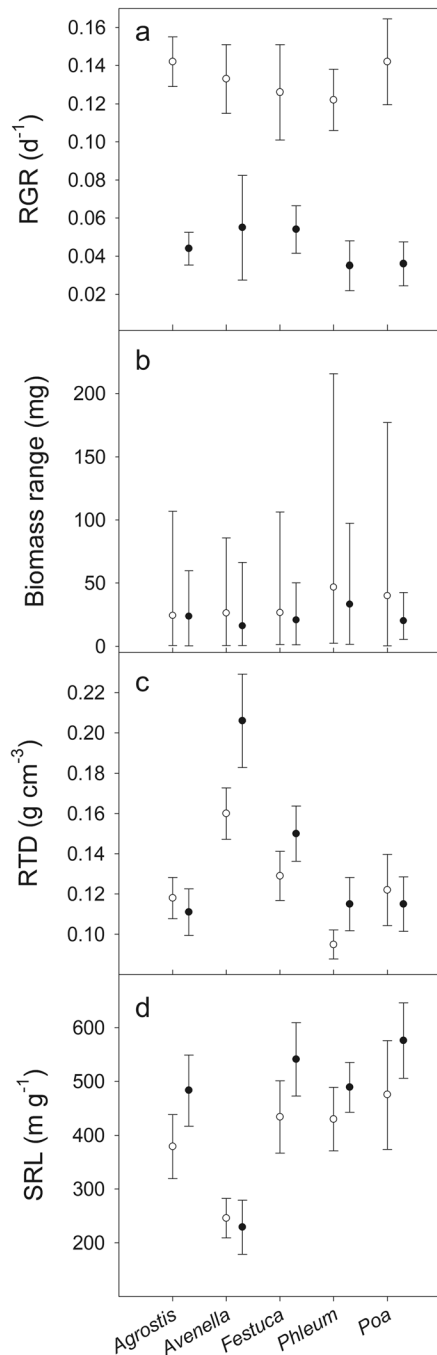 a
RGR (d⁻¹)
0.16
0.14
0.12
0.10
0.08
0.06
0.04
0.02
b
Biomass range (mg)
200
150
100
50
0
c
RTD (g cm⁻³)
0.22
0.20
0.16
0.14
0.12
0.10
d
SRL (m g⁻¹)
600
500
400
300
200
Agrostis
Avenella
Festuca
Phleum
Poa